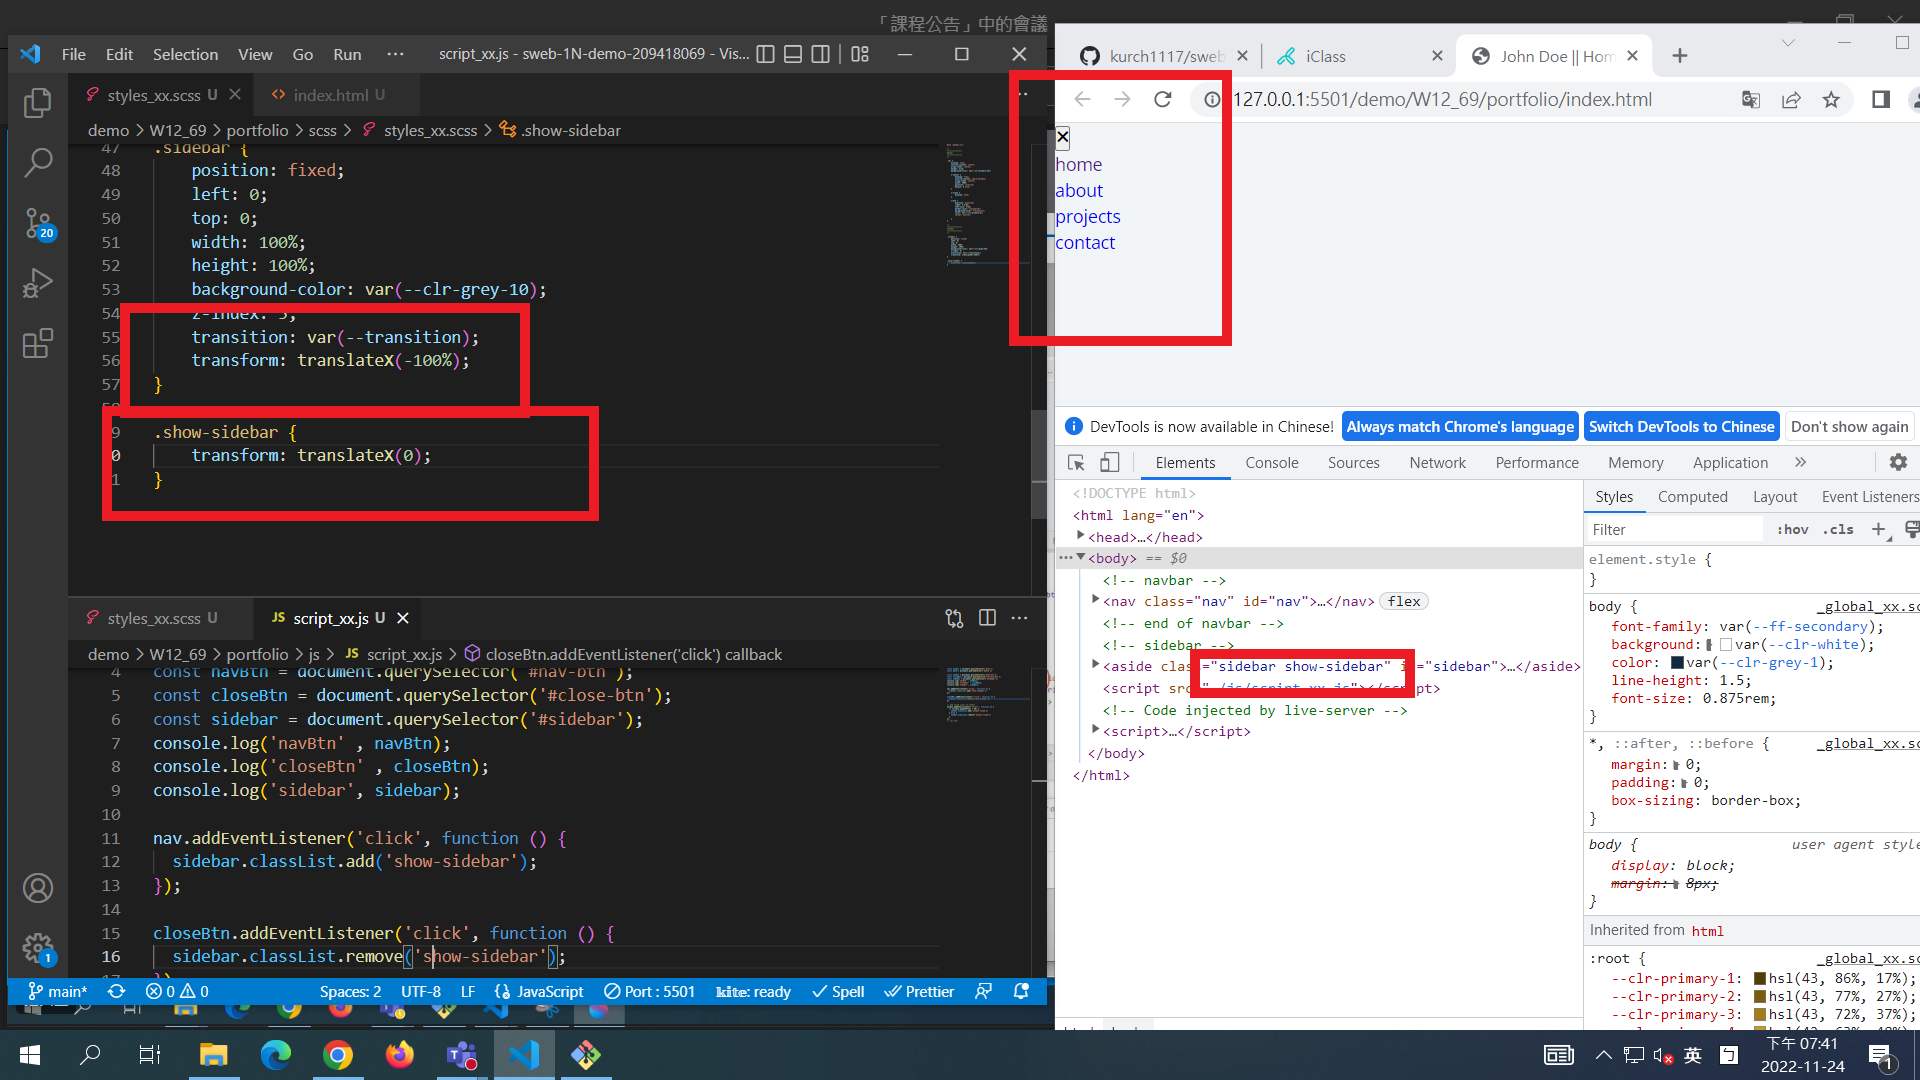 「課程公告」中的會議
File Edit Selection View Go Run ··· script_xx.js - sweb-1N-demo-209418069 - Vis...
styles_xx.scss U
index.html U
demo > W12_69 > portfolio > scss > styles_xx.scss > .show-sidebar
47 .sidebar {
48 position: fixed;
49 left: 0;
50 top: 0;
51 width: 100%;
52 height: 100%;
53 background-color: var(--clr-grey-10);
54 z-index: 5;
55 transition: var(--transition);
56 transform: translateX(-100%);
57 }
9 .show-sidebar {
0 transform: translateX(0);
1 }
styles_xx.scss U
JS script_xx.js U
demo > W12_69 > portfolio > js > JS script_xx.js > closeBtn.addEventListener('click') callback
4 const navBtn = document.querySelector('#nav-btn');
5 const closeBtn = document.querySelector('#close-btn');
6 const sidebar = document.querySelector('#sidebar');
7 console.log('navBtn' , navBtn);
8 console.log('closeBtn' , closeBtn);
9 console.log('sidebar', sidebar);
10
11 nav.addEventListener('click', function () {
12 sidebar.classList.add('show-sidebar');
13 });
14
15 closeBtn.addEventListener('click', function () {
16 sidebar.classList.remove('show-sidebar');
17 })
20
1
main* 0 0 Spaces: 2 UTF-8 LF JavaScript Port : 5501 kite: ready Spell Prettier
kurch1117/sweb
iClass
John Doe || Hom
127.0.0.1:5501/demo/W12_69/portfolio/index.html
home
about
projects
contact
DevTools is now available in Chinese! Always match Chrome's language Switch DevTools to Chinese Don't show again
Elements Console Sources Network Performance Memory Application »
<!DOCTYPE html>
<html lang="en">
<head>…</head>
<body> == $0
<!-- navbar -->
<nav class="nav" id="nav">…</nav> flex
<!-- end of navbar -->
<!-- sidebar -->
<aside class="sidebar show-sidebar" id="sidebar">…</aside>
<script src="./js/script_xx.js"></script>
<!-- Code injected by live-server -->
<script>…</script>
</body>
</html>
Styles Computed Layout Event Listeners
Filter :hov .cls +
element.style {
}
body { _global_xx.sc
font-family: var(--ff-secondary);
background: var(--clr-white);
color: var(--clr-grey-1);
line-height: 1.5;
font-size: 0.875rem;
}
*, ::after, ::before { _global_xx.sc
margin: 0;
padding: 0;
box-sizing: border-box;
}
body { user agent style
display: block;
margin: 8px;
}
Inherited from html
:root { _global_xx.sc
--clr-primary-1: hsl(43, 86%, 17%);
--clr-primary-2: hsl(43, 77%, 27%);
--clr-primary-3: hsl(43, 72%, 37%);
英
下午 07:41
2022-11-24
1